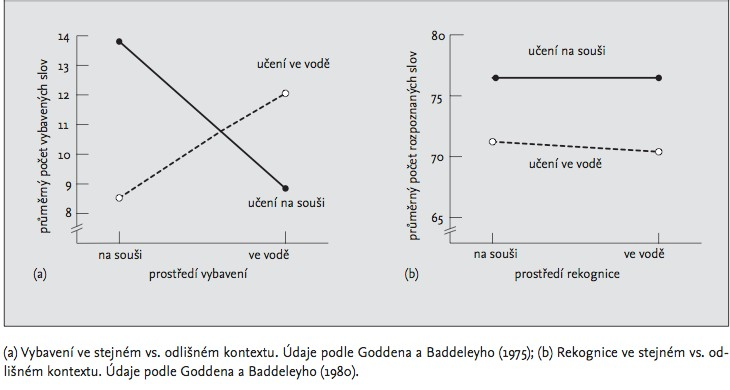 průměrný počet vybavených slov
14
13
12
11
10
9
8
učení ve vodě
učení na souši
na souši
ve vodě
(a)
prostředí vybavení
průměrný počet rozpoznaných slov
80
75
70
65
učení na souši
učení ve vodě
na souši
ve vodě
(b)
prostředí rekognice
(a) Vybavení ve stejném vs. odlišném kontextu. Údaje podle Goddena a Baddeleyho (1975); (b) Rekognice ve stejném vs. od-
lišném kontextu. Údaje podle Goddena a Baddeleyho (1980).